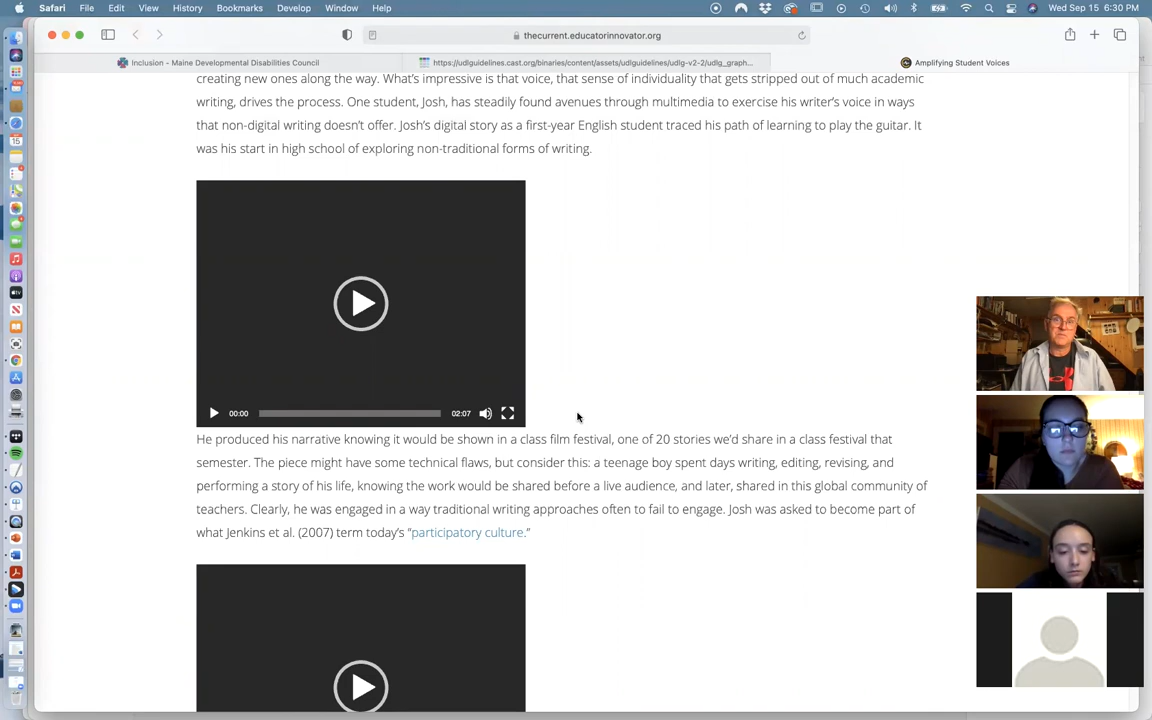 Safari File Edit View History Bookmarks Develop Window Help Wed Sep 15 6:30 PM
thecurrent.educatorinnovator.org
Inclusion - Maine Developmental Disabilities Council https://udlguidelines.cast.org/binaries/content/assets/udlguidelines/udlg-v2-2/udlg_graph... Amplifying Student Voices
creating new ones along the way. What's impressive is that voice, that sense of individuality that gets stripped out of much academic
writing, drives the process. One student, Josh, has steadily found avenues through multimedia to exercise his writer's voice in ways
that non-digital writing doesn't offer. Josh's digital story as a first-year English student traced his path of learning to play the guitar. It
was his start in high school of exploring non-traditional forms of writing.
00:00 02:07
He produced his narrative knowing it would be shown in a class film festival, one of 20 stories we'd share in a class festival that
semester. The piece might have some technical flaws, but consider this: a teenage boy spent days writing, editing, revising, and
performing a story of his life, knowing the work would be shared before a live audience, and later, shared in this global community of
teachers. Clearly, he was engaged in a way traditional writing approaches often to fail to engage. Josh was asked to become part of
what Jenkins et al. (2007) term today's "participatory culture."